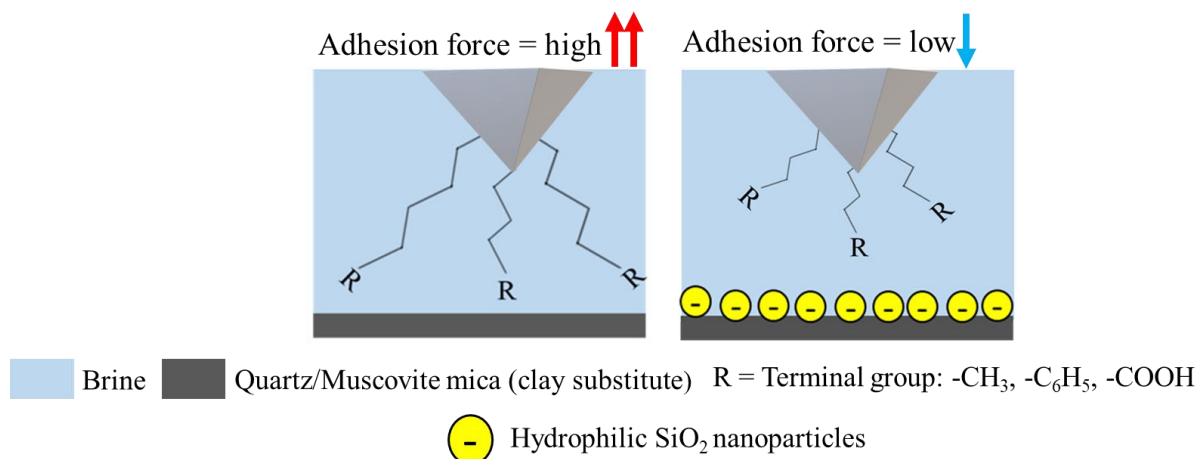 Adhesion force = high
Adhesion force = low
R
R
R
R
R
R
- - - - - - - - -
Brine
Quartz/Muscovite mica (clay substitute)
R = Terminal group: -CH₃, -C₆H₅, -COOH
- Hydrophilic SiO₂ nanoparticles